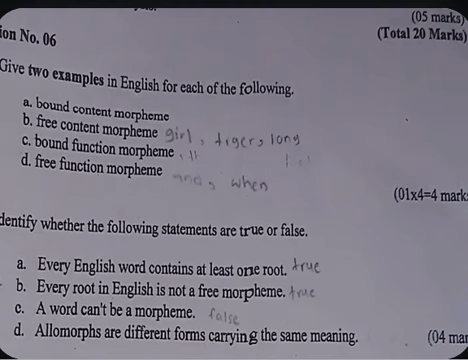 (05 marks)
ion No. 06
(Total 20 Marks)
Give two examples in English for each of the following.
a. bound content morpheme
b. free content morpheme girl, tiger, long
c. bound function morpheme
d. free function morpheme when
(01x4=4 mark
dentify whether the following statements are true or false.
a. Every English word contains at least one root. true
b. Every root in English is not a free morpheme. true
c. A word can't be a morpheme. false
d. Allomorphs are different forms carrying the same meaning.
(04 mar